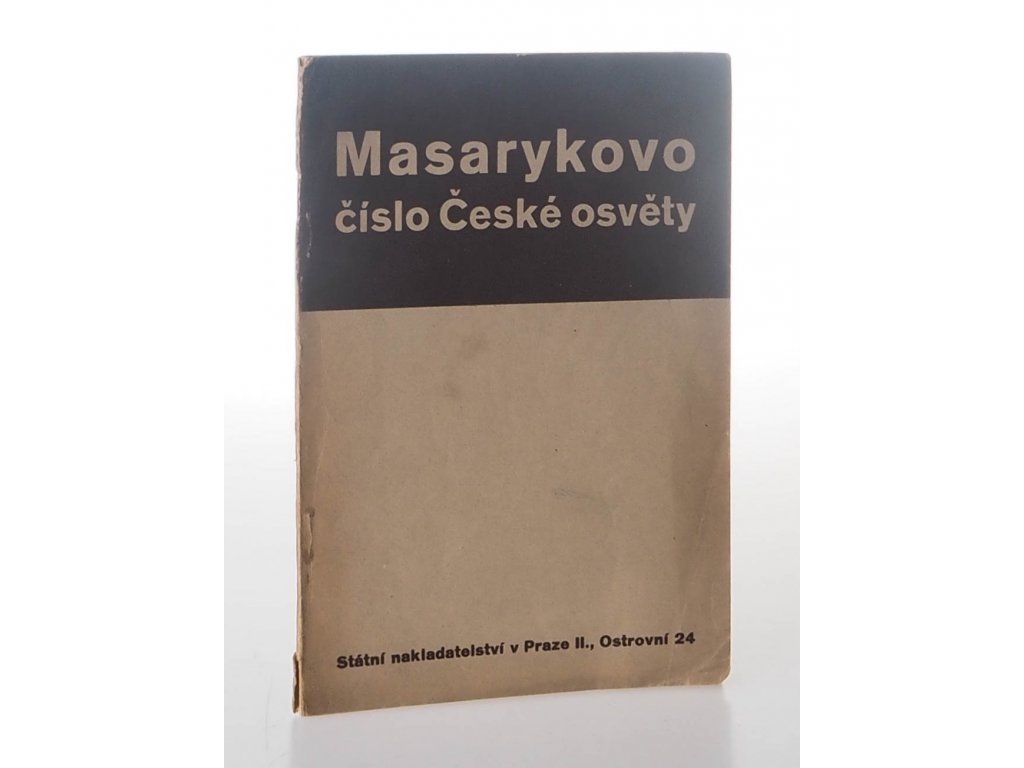 Masarykovo
číslo České osvěty
Státní nakladatelství v Praze II., Ostrovní 24